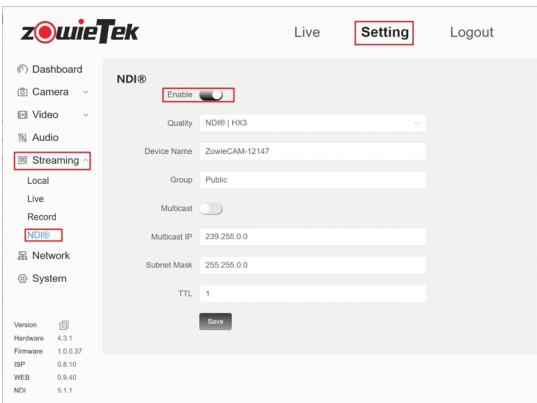 zowieTek
Live Setting Logout
Dashboard
Camera
Video
Audio
Streaming
Local
Live
Record
NDI®
Network
System
Version
Hardware 4.3.1
Firmware 1.0.0.37
ISP 0.8.10
WEB 0.9.40
NDI 5.1.1
NDI®
Enable
Quality NDI® | HX3
Device Name ZowieCAM-12147
Group Public
Multicast
Multicast IP 239.255.0.0
Subnet Mask 255.255.0.0
TTL 1
Save